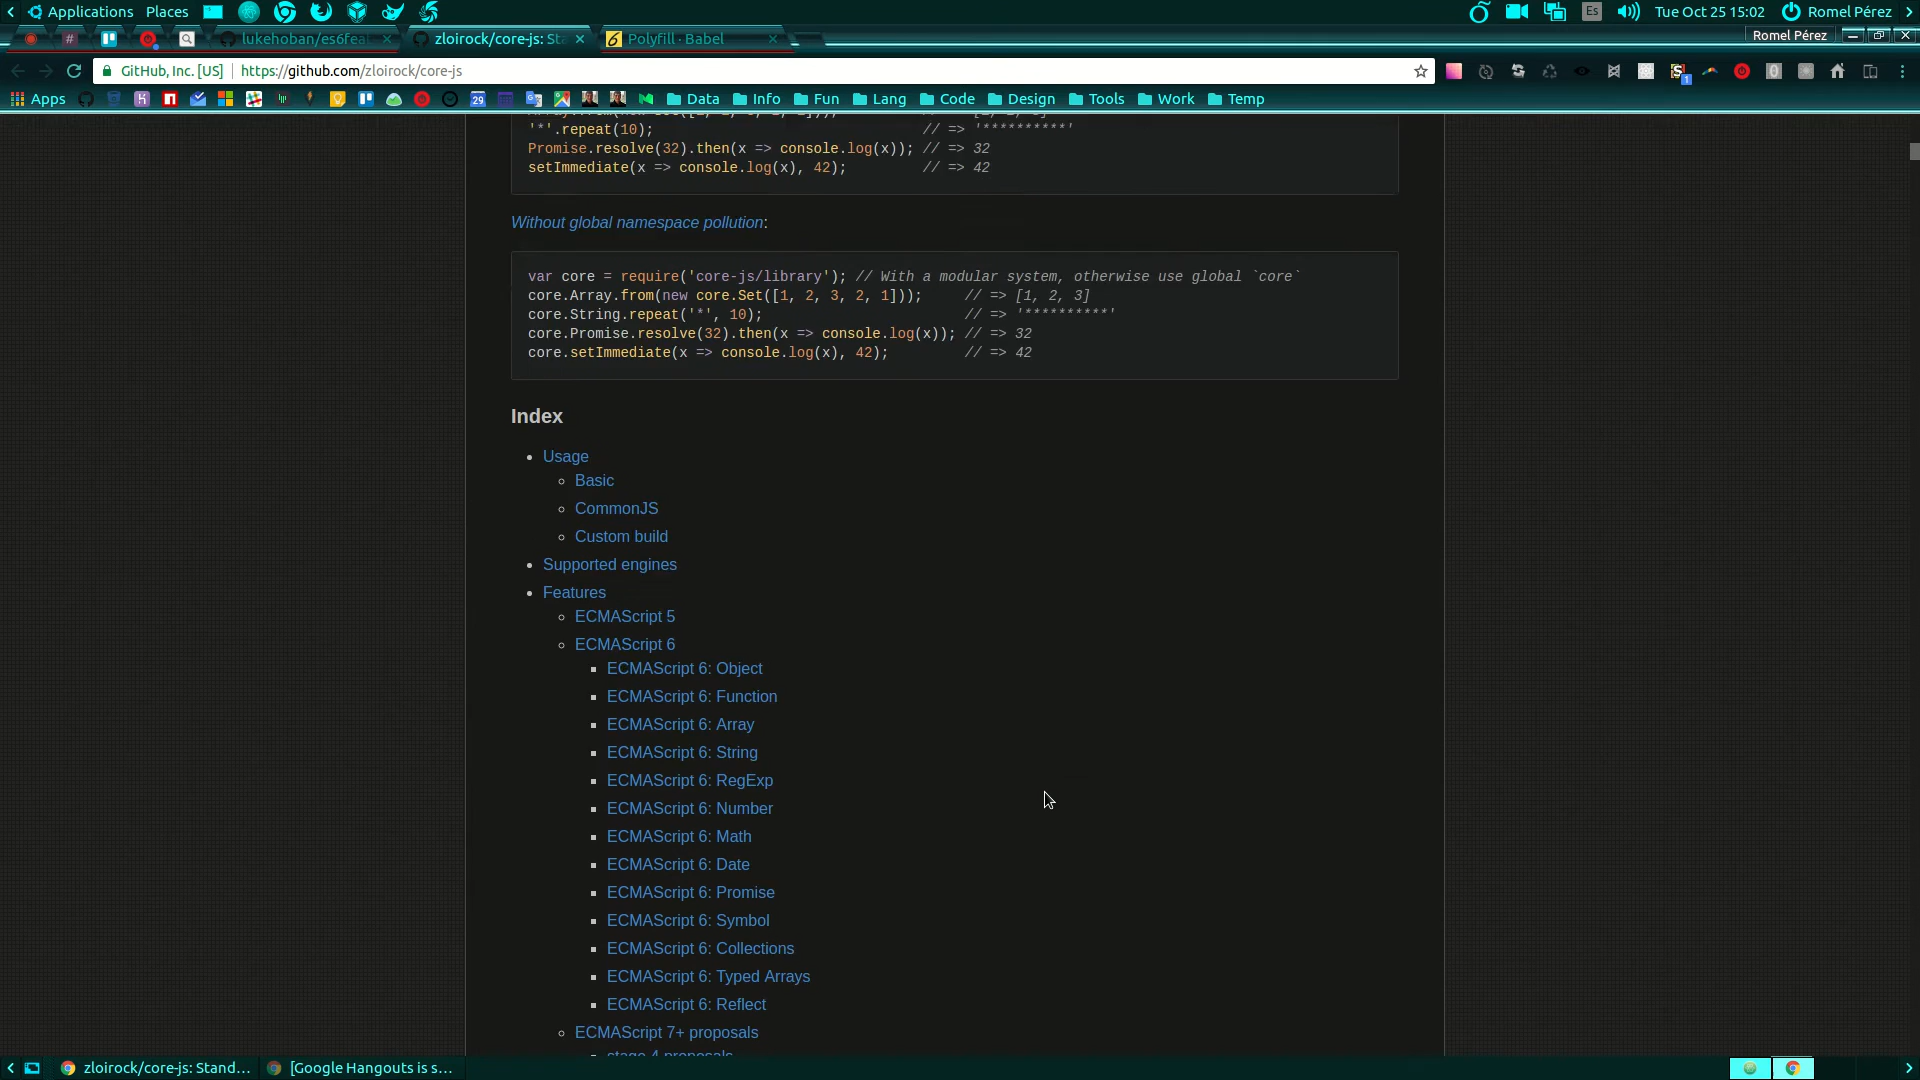 Applications Places Es Tue Oct 25 15:02 Romel Pérez
lukehoban/es6fea zloirock/core-js: Sta Polyfill · Babel Romel Pérez
GitHub, Inc. [US] https://github.com/zloirock/core-js
Apps 29 Data Info Fun Lang Code Design Tools Work Temp
'*'.repeat(10); // => '**********'
Promise.resolve(32).then(x => console.log(x)); // => 32
setImmediate(x => console.log(x), 42); // => 42
Without global namespace pollution:
var core = require('core-js/library'); // With a modular system, otherwise use global `core`
core.Array.from(new core.Set([1, 2, 3, 2, 1])); // => [1, 2, 3]
core.String.repeat('*', 10); // => '**********'
core.Promise.resolve(32).then(x => console.log(x)); // => 32
core.setImmediate(x => console.log(x), 42); // => 42
Index
Usage
Basic
CommonJS
Custom build
Supported engines
Features
ECMAScript 5
ECMAScript 6
ECMAScript 6: Object
ECMAScript 6: Function
ECMAScript 6: Array
ECMAScript 6: String
ECMAScript 6: RegExp
ECMAScript 6: Number
ECMAScript 6: Math
ECMAScript 6: Date
ECMAScript 6: Promise
ECMAScript 6: Symbol
ECMAScript 6: Collections
ECMAScript 6: Typed Arrays
ECMAScript 6: Reflect
ECMAScript 7+ proposals
stage 4 proposals
zloirock/core-js: Stand... [Google Hangouts is s...